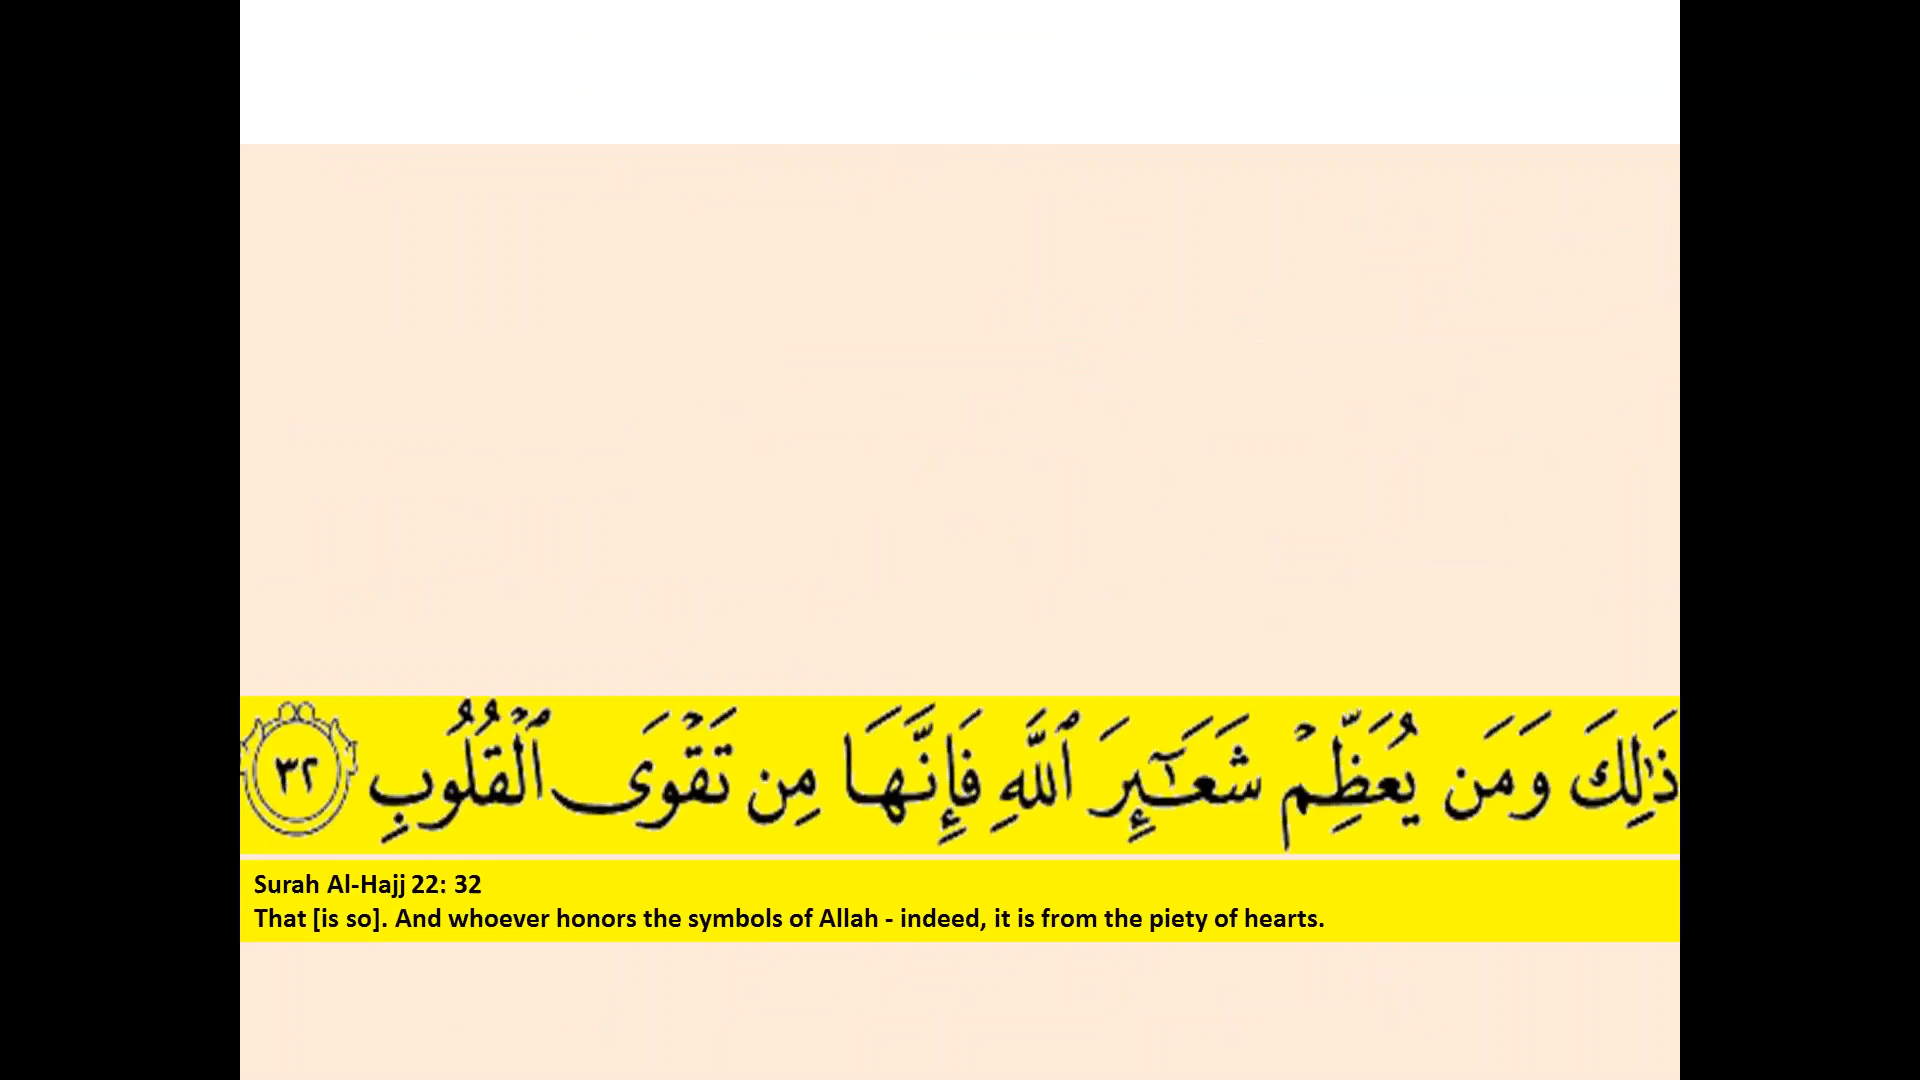 ذَٰلِكَ وَمَن يُعَظِّمْ شَعَـٰٓئِرَ ٱللَّهِ فَإِنَّهَا مِن تَقْوَى ٱلْقُلُوبِ ٣٢
Surah Al-Hajj 22: 32
That [is so]. And whoever honors the symbols of Allah - indeed, it is from the piety of hearts.